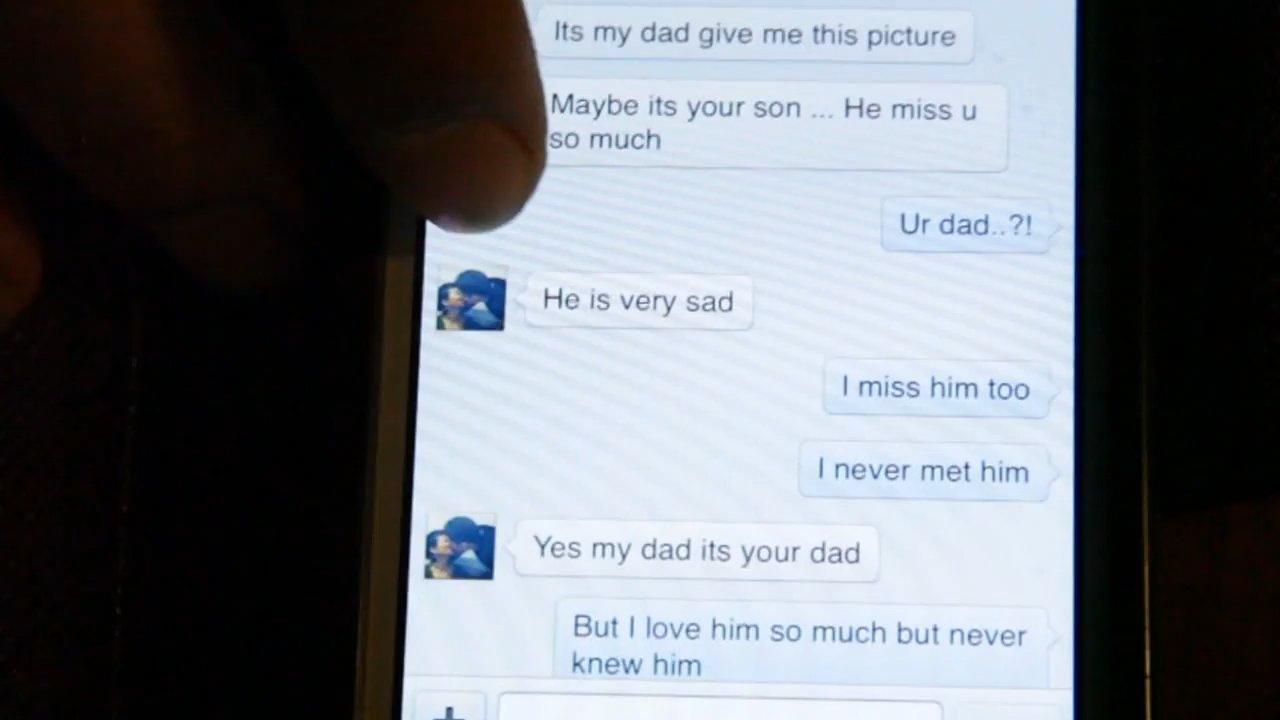 Its my dad give me this picture
Maybe its your son ... He miss u
so much
Ur dad..?!
He is very sad
I miss him too
I never met him
Yes my dad its your dad
But I love him so much but never
knew him